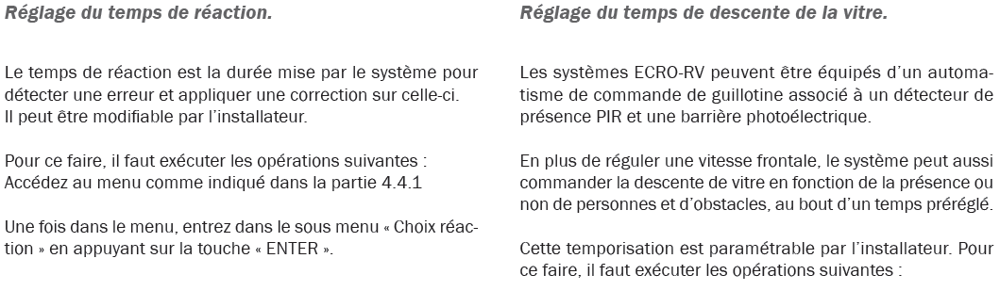 Réglage du temps de réaction.
Le temps de réaction est la durée mise par le système pour
détecter une erreur et appliquer une correction sur celle-ci.
Il peut être modifiable par l’installateur.
Pour ce faire, il faut exécuter les opérations suivantes :
Accédez au menu comme indiqué dans la partie 4.4.1
Une fois dans le menu, entrez dans le sous menu « Choix réac-
tion » en appuyant sur la touche « ENTER ».
Réglage du temps de descente de la vitre.
Les systèmes ECRO-RV peuvent être équipés d’un automa-
tisme de commande de guillotine associé à un détecteur de
présence PIR et une barrière photoélectrique.
En plus de réguler une vitesse frontale, le système peut aussi
commander la descente de vitre en fonction de la présence ou
non de personnes et d’obstacles, au bout d’un temps préréglé.
Cette temporisation est paramétrable par l’installateur. Pour
ce faire, il faut exécuter les opérations suivantes :